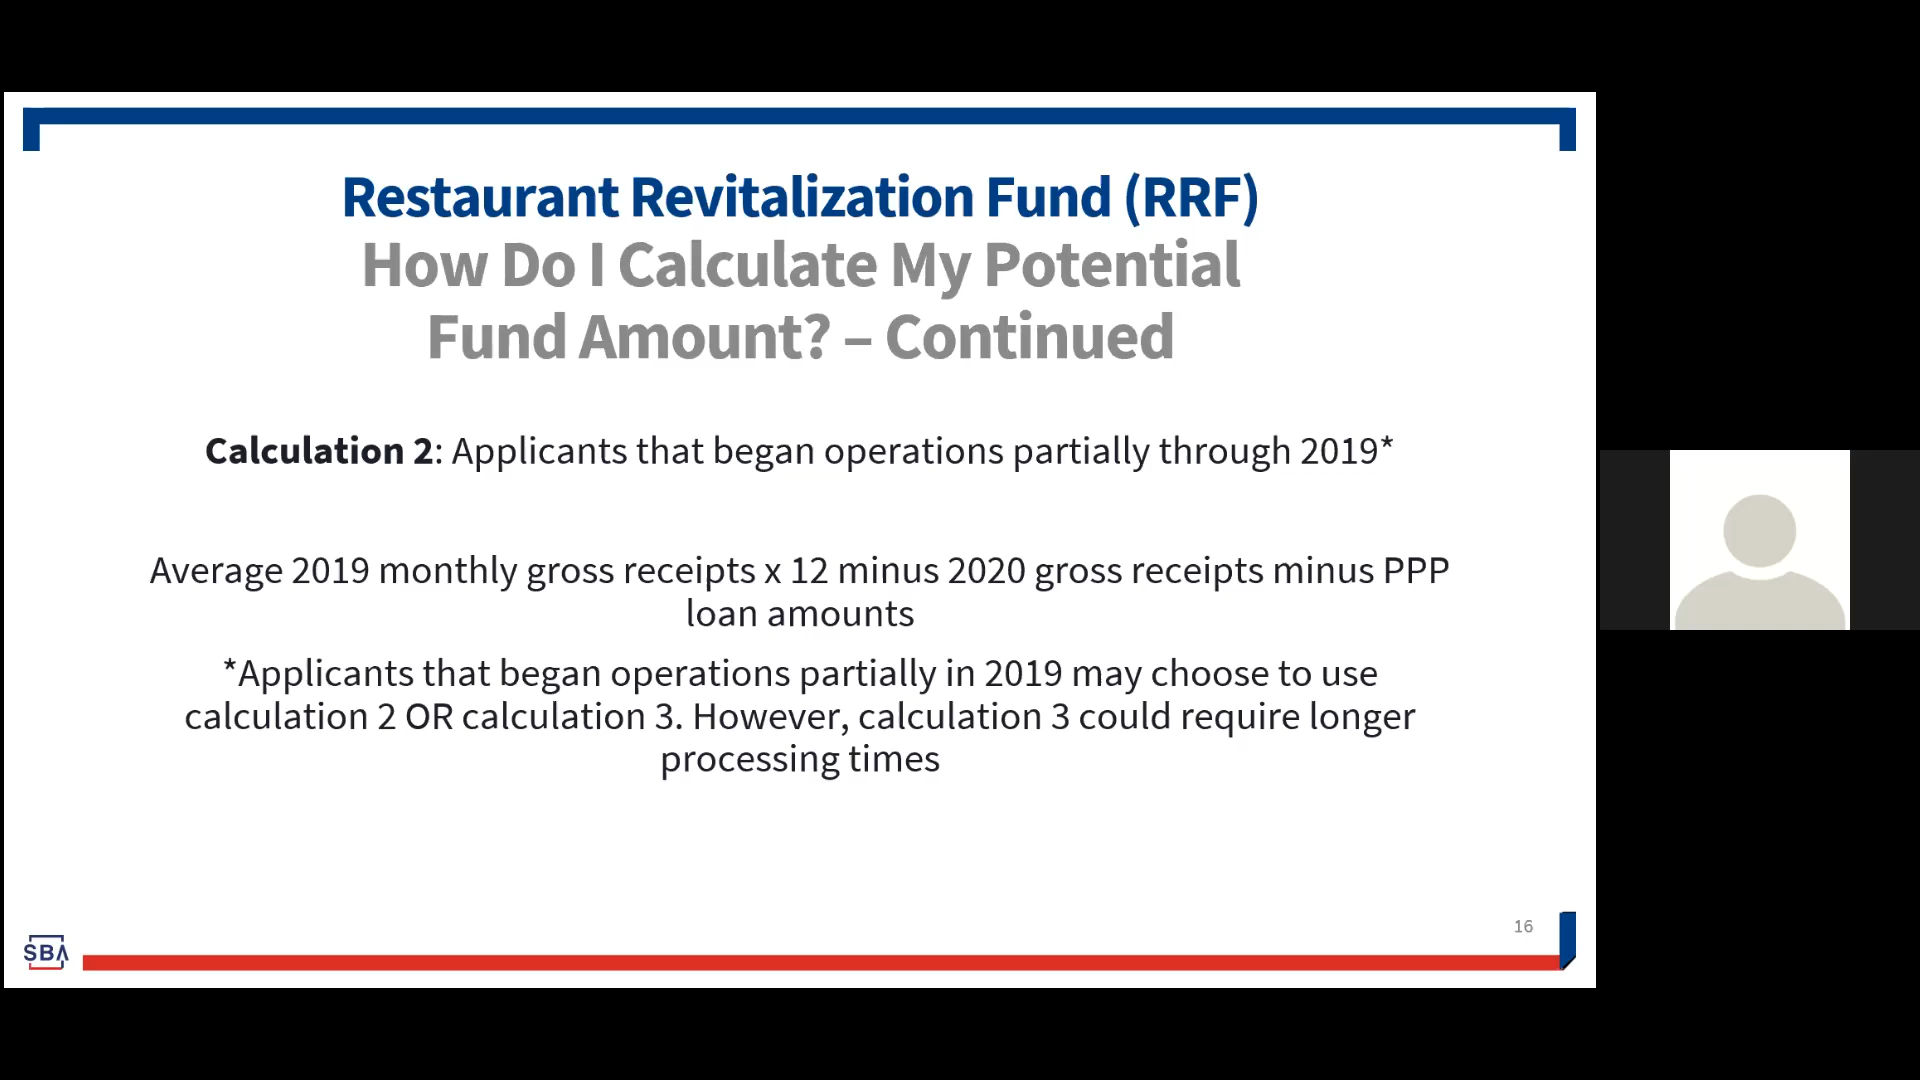 Restaurant Revitalization Fund (RRF)
How Do I Calculate My Potential
Fund Amount? – Continued
Calculation 2: Applicants that began operations partially through 2019*
Average 2019 monthly gross receipts x 12 minus 2020 gross receipts minus PPP
loan amounts
*Applicants that began operations partially in 2019 may choose to use
calculation 2 OR calculation 3. However, calculation 3 could require longer
processing times
16
SBA